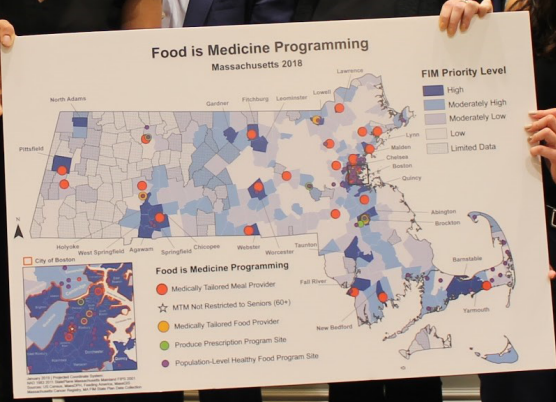 Food is Medicine Programming
Massachusetts 2018
FIM Priority Level
High
Moderately High
Moderately Low
Low
Limited Data
North Adams
Gardner
Fitchburg
Leominster
Lowell
Lawrence
Pittsfield
Lynn
Malden
Chelsea
Boston
Quincy
Abington
Brockton
N
Holyoke
West Springfield
Agawam
Springfield
Chicopee
Webster
Worcester
Taunton
Barnstable
Fall River
New Bedford
Yarmouth
City of Boston
Food is Medicine Programming
Medically Tailored Meal Provider
MTM Not Restricted to Seniors (60+)
Medically Tailored Food Provider
Produce Prescription Program Site
Population-Level Healthy Food Program Site